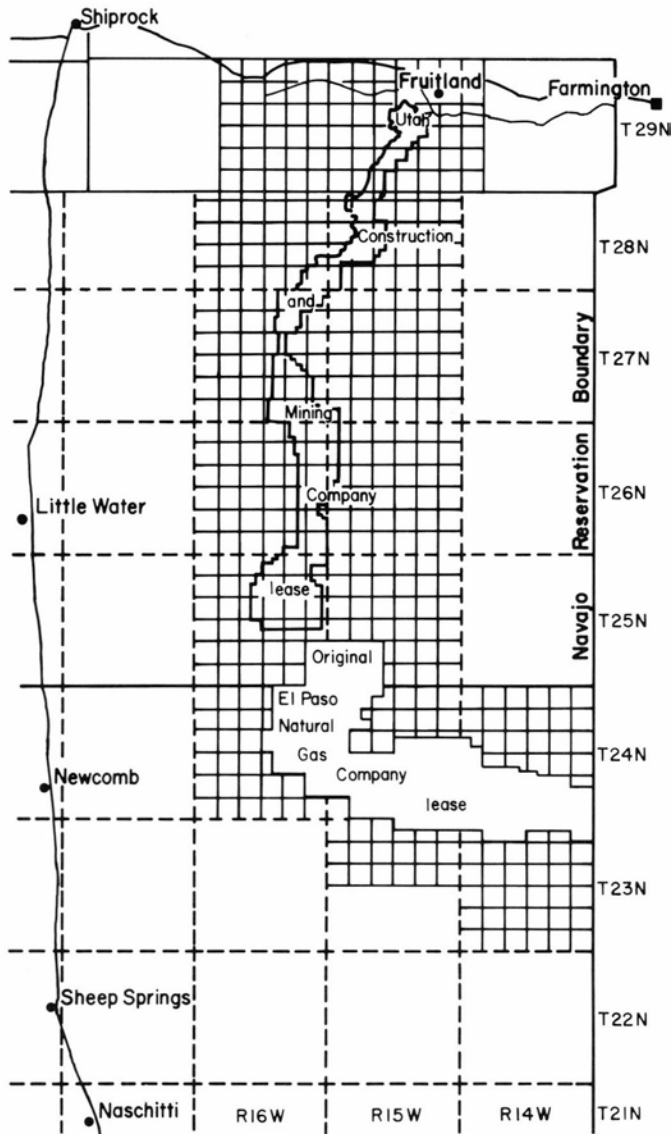 Shiprock
Fruitland
Farmington
Utah
T29N
Construction
T28N
and
T27N
Mining
Company
Little Water
T26N
lease
T25N
Navajo Reservation Boundary
Original
El Paso
Natural
Gas
Company
lease
T24N
Newcomb
T23N
Sheep Springs
T22N
Naschitti
R16W
R15W
R14W
T21N